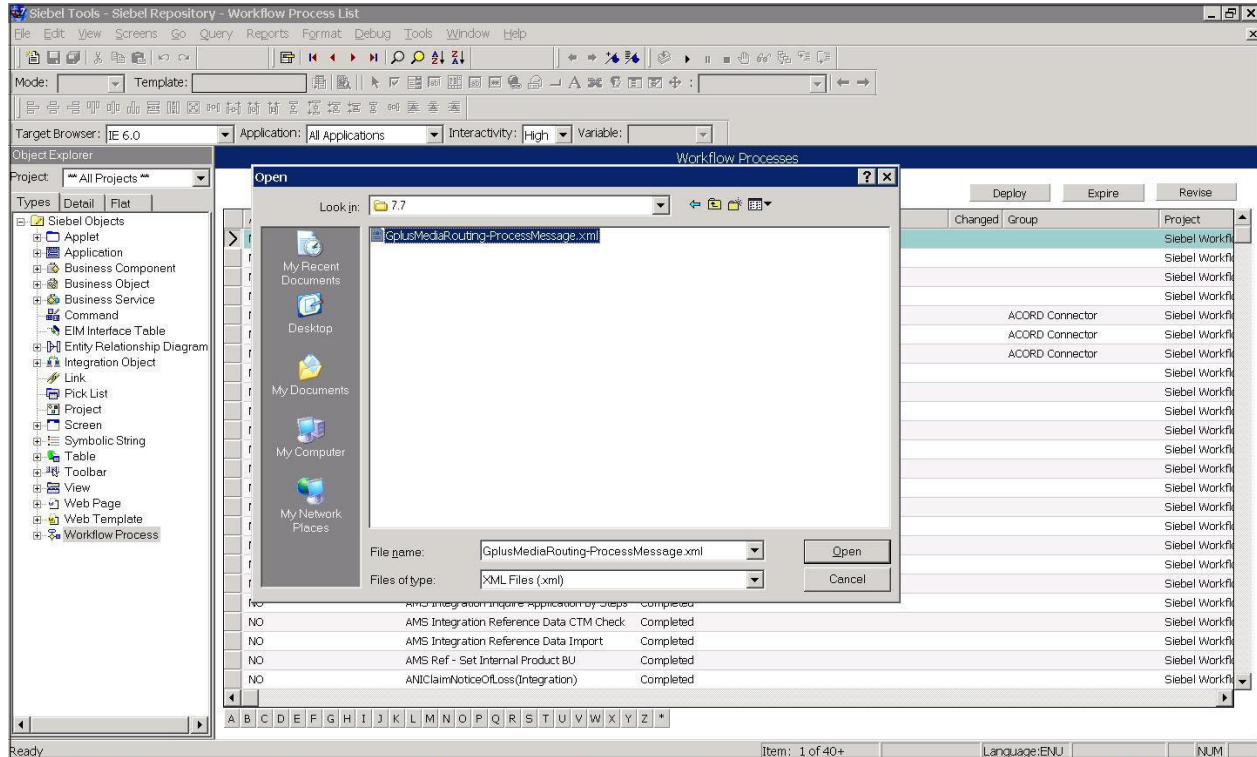 Siebel Tools - Siebel Repository - Workflow Process List
File Edit View Screens Go Query Reports Format Debug Tools Window Help
Mode: Template:
Target Browser: IE 6.0 Application: All Applications Interactivity: High Variable:
Object Explorer
Workflow Processes
Project: ** All Projects **
Types Detail Flat
Deploy Expire Revise
Changed Group Project
Siebel Objects
Applet
Application
Business Component
Business Object
Business Service
Command
EIM Interface Table
Entity Relationship Diagram
Integration Object
Link
Pick List
Project
Screen
Symbolic String
Table
Toolbar
View
Web Page
Web Template
Workflow Process
Open
Look in: 7.7
GplusMediaRouting-ProcessMessage.xml
My Recent Documents
Desktop
My Documents
My Computer
My Network Places
File name: GplusMediaRouting-ProcessMessage.xml Open
Files of type: XML Files (.xml) Cancel
ACORD Connector
ACORD Connector
ACORD Connector
NO AMS Integration Inquire Application By Steps Completed
NO AMS Integration Reference Data CTM Check Completed
NO AMS Integration Reference Data Import Completed
NO AMS Ref - Set Internal Product BU Completed
NO ANIClaimNoticeOfLoss(Integration) Completed
A B C D E F G H I J K L M N O P Q R S T U V W X Y Z *
Ready Item: 1 of 40+ Language:ENU NUM